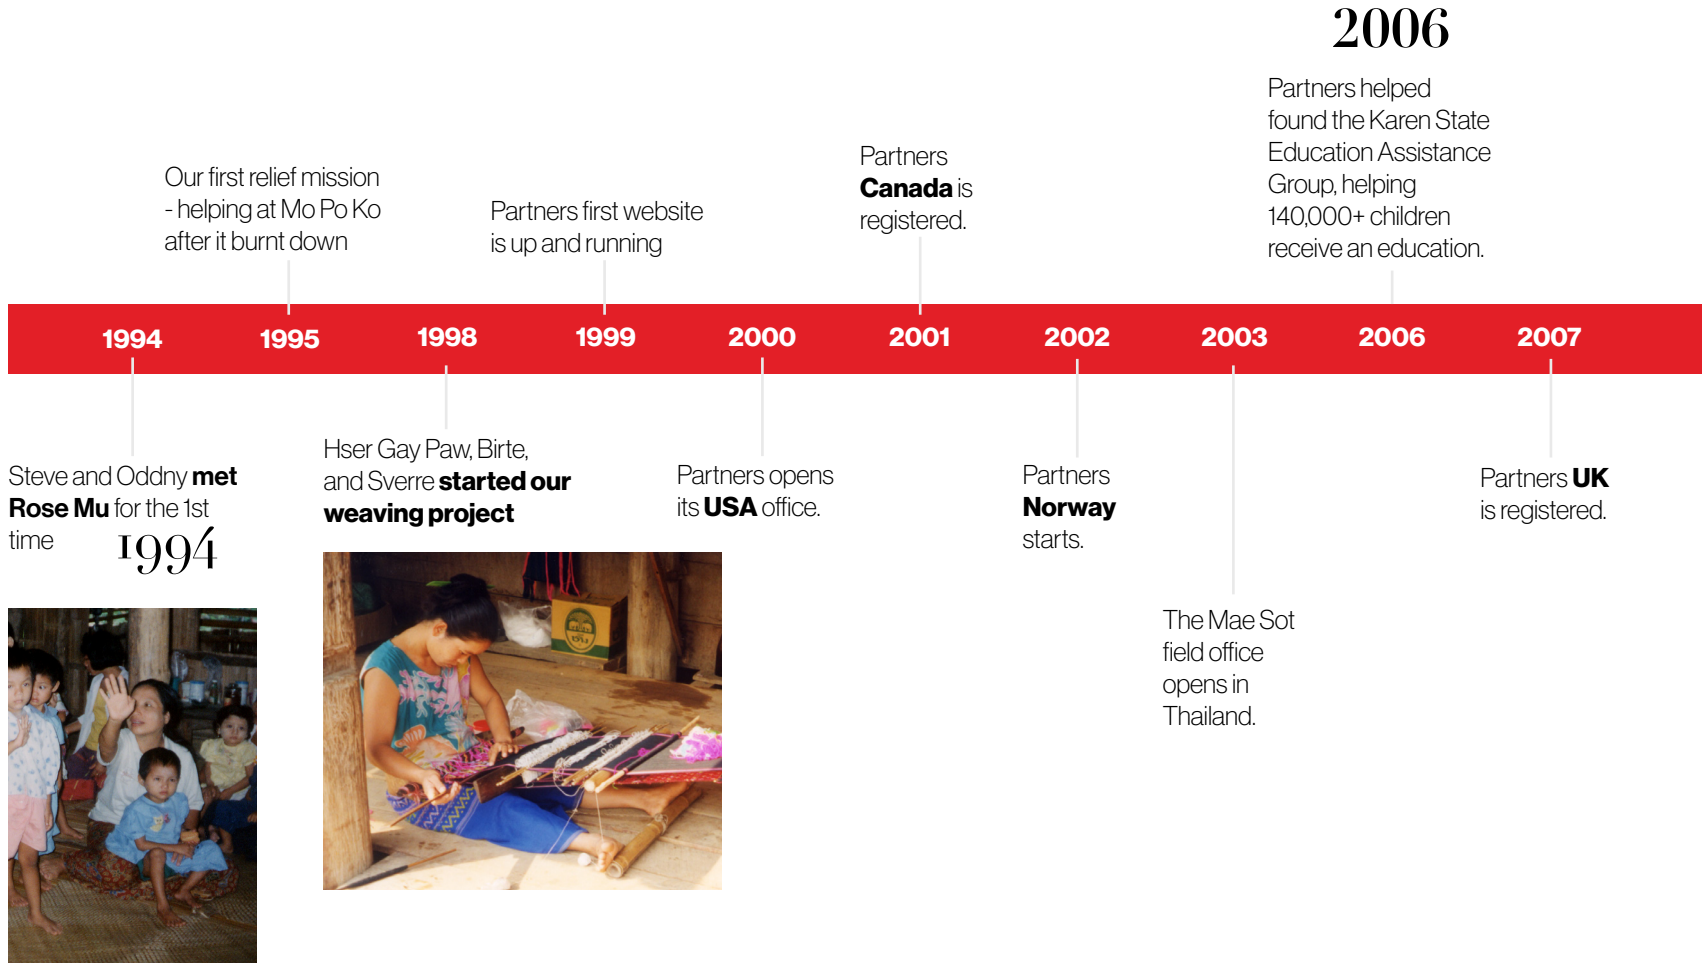 2006
Partners helped
found the Karen State
Education Assistance
Group, helping
140,000+ children
receive an education.
Our first relief mission
- helping at Mo Po Ko
after it burnt down
Partners first website
is up and running
Partners
Canada is
registered.
1994
1995
1998
1999
2000
2001
2002
2003
2006
2007
Steve and Oddny met
Rose Mu for the 1st
time
1994
Hser Gay Paw, Birte,
and Sverre started our
weaving project
Partners opens
its USA office.
Partners
Norway
starts.
The Mae Sot
field office
opens in
Thailand.
Partners UK
is registered.